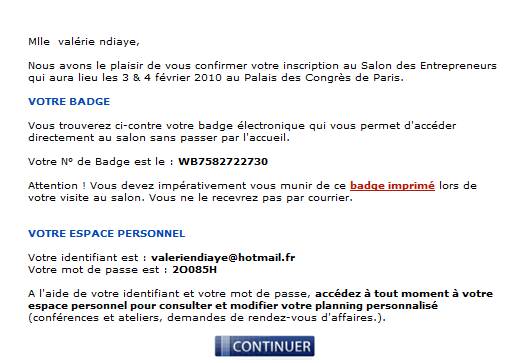 Mlle valérie ndiaye,
Nous avons le plaisir de vous confirmer votre inscription au Salon des Entrepreneurs
qui aura lieu les 3 & 4 février 2010 au Palais des Congrès de Paris.
VOTRE BADGE
Vous trouverez ci-contre votre badge électronique qui vous permet d'accéder
directement au salon sans passer par l'accueil.
Votre N° de Badge est le : WB7582722730
Attention ! Vous devez impérativement vous munir de ce badge imprimé lors de
votre visite au salon. Vous ne le recevrez pas par courrier.
VOTRE ESPACE PERSONNEL
Votre identifiant est : valeriendiaye@hotmail.fr
Votre mot de passe est : 2O085H
A l'aide de votre identifiant et votre mot de passe, accédez à tout moment à votre
espace personnel pour consulter et modifier votre planning personnalisé
(conférences et ateliers, demandes de rendez-vous d'affaires.).
CONTINUER